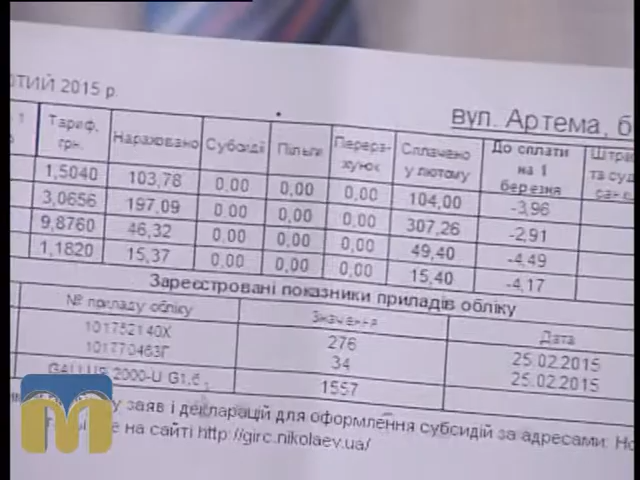 ЮТИЙ 2015 р.
вул. Артема, б
Тариф, грн. Нараховано Субсидії Пільги Перера-хунок Сплачено у лютому До сплати на 1 березня Штра та суд
1,5040 103,78 0,00 0,00 0,00 104,00 -3,96
3,0656 197,09 0,00 0,00 0,00 307,26 -2,91
9,8760 46,32 0,00 0,00 0,00 49,40 -4,49
1,1820 15,37 0,00 0,00 0,00 15,40 -4,17
Зареєстровані показники приладів обліку
№ приладу обліку Значення Дата
101752140Х 276 25.02.2015
101770463Г 34 25.02.2015
GALLUS 2000-U G1,6 1557
у заяв і декларацій для оформлення субсидій за адресами: Но
е на сайті http://girc.nikolaev.ua/